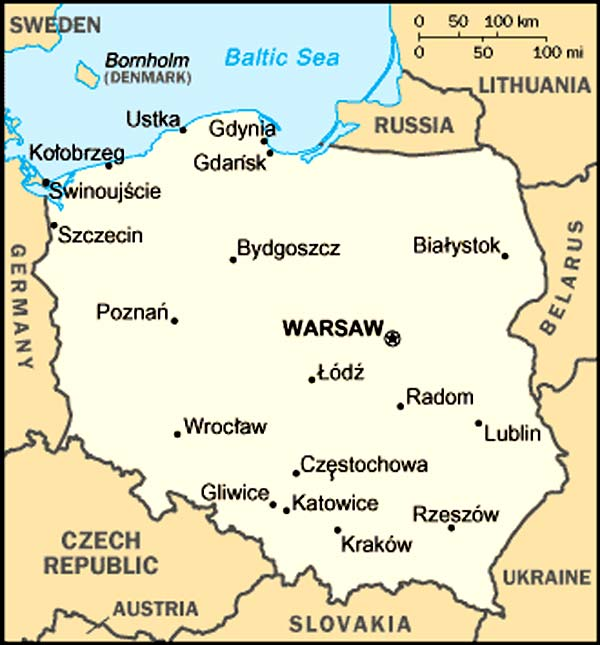 SWEDEN
0 50 100 km
0 50 100 mi
Bornholm
(DENMARK)
Baltic Sea
LITHUANIA
RUSSIA
Ustka
Gdynia
Gdańsk
Kołobrzeg
Świnoujście
Szczecin
Bydgoszcz
Białystok
GERMANY
BELARUS
Poznań
WARSAW
Łódź
Radom
Wrocław
Lublin
Częstochowa
Gliwice
Katowice
Rzeszów
Kraków
CZECH
REPUBLIC
UKRAINE
AUSTRIA
SLOVAKIA